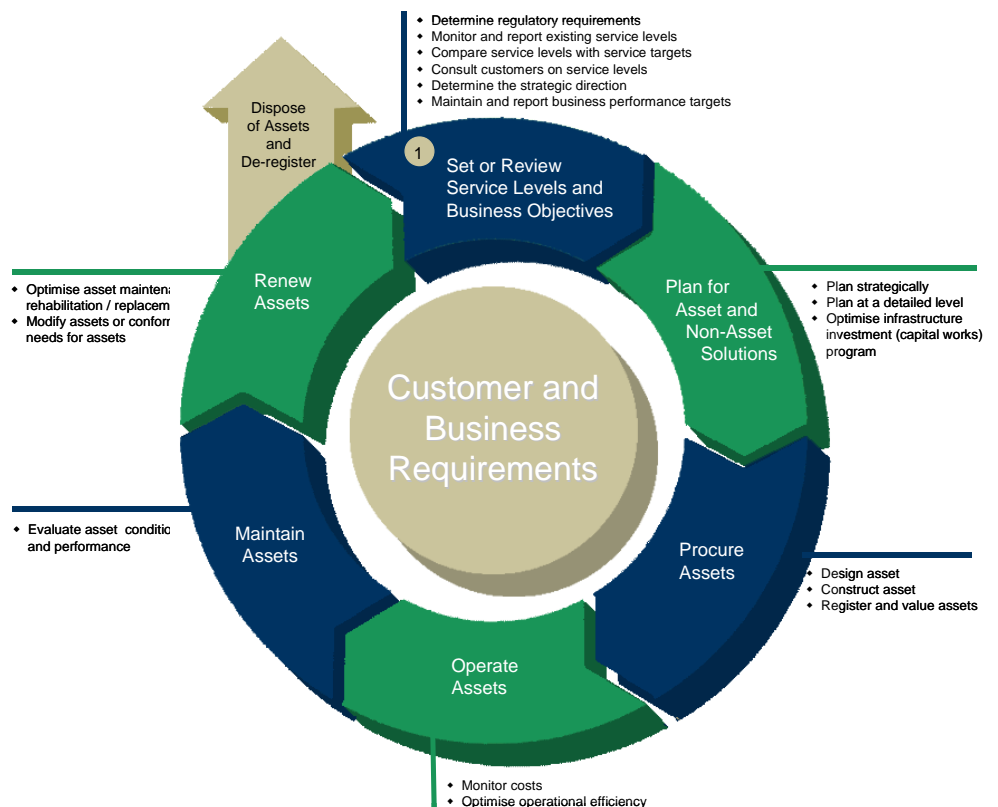 ◆ Determine regulatory requirements
◆ Monitor and report existing service levels
◆ Compare service levels with service targets
◆ Consult customers on service levels
◆ Determine the strategic direction
◆ Maintain and report business performance targets
Dispose
of Assets
and
De-register
1
Set or Review
Service Levels and
Business Objectives
Plan for
Asset and
Non-Asset
Solutions
◆ Plan strategically
◆ Plan at a detailed level
◆ Optimise infrastructure
investment (capital works)
program
Procure
Assets
◆ Design asset
◆ Construct asset
◆ Register and value assets
Operate
Assets
◆ Monitor costs
◆ Optimise operational efficiency
Maintain
Assets
◆ Evaluate asset
and performance
Renew
Assets
◆ Optimise asset
rehabilitation /
◆ Modify assets or
needs for assets
Customer and
Business
Requirements